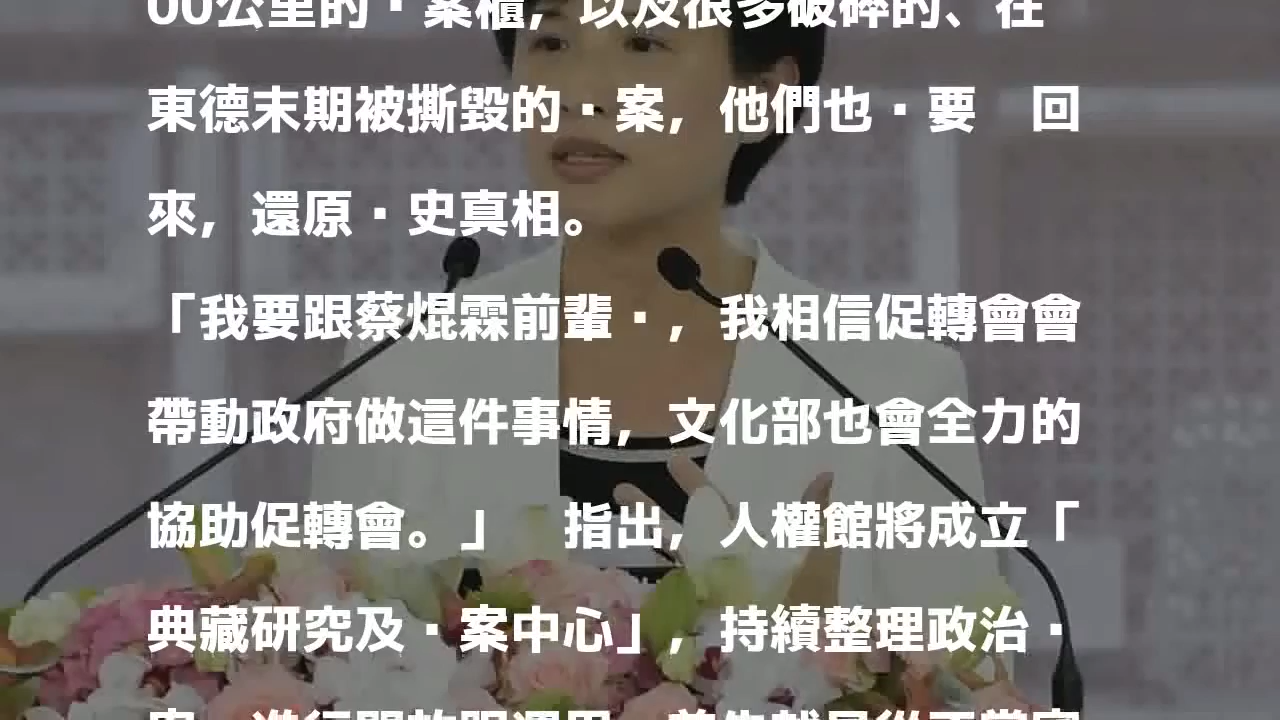 00公里的▪案櫃，以及很多破碎的、在
東德末期被撕毀的▪案，他們也▪要　回
來，還原▪史真相。
「我要跟蔡焜霖前輩▪，我相信促轉會會
帶動政府做這件事情，文化部也會全力的
協助促轉會。」　指出，人權館將成立「
典藏研究及▪案中心」，持續整理政治▪